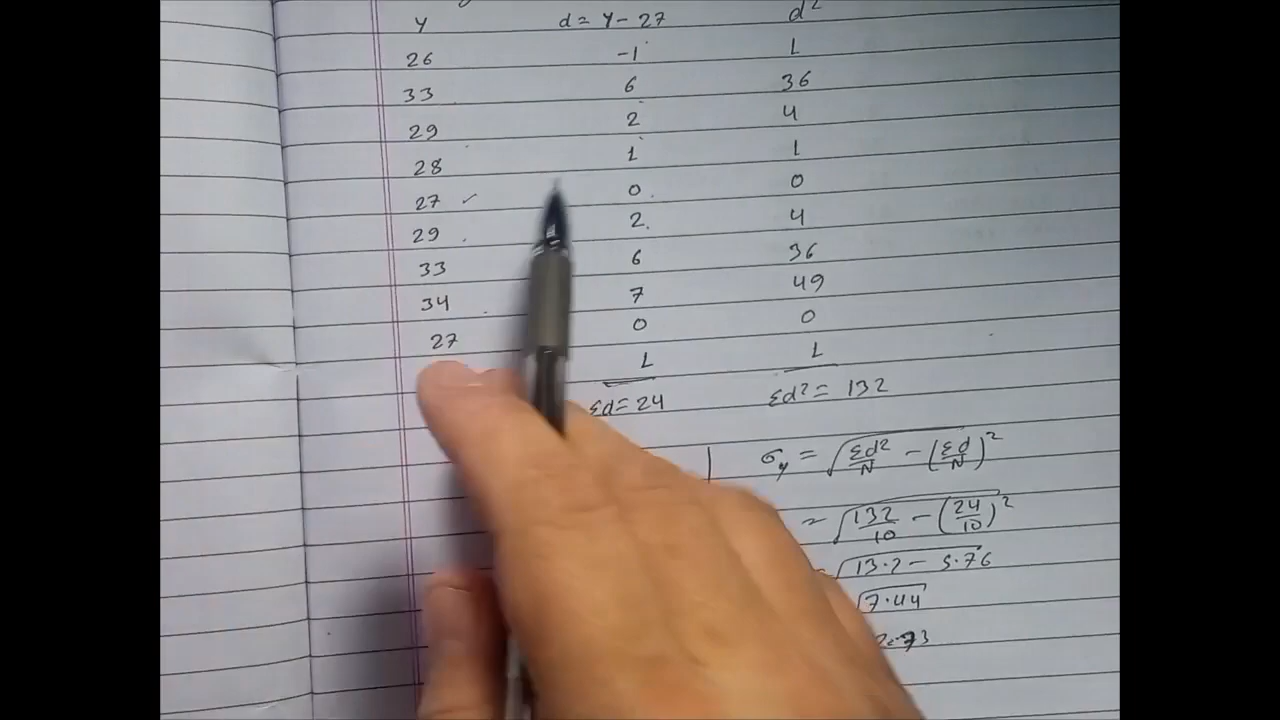 y d = y - 27 d²
26 -1 1
33 6 36
29 2 4
28 1 1
27 ✓ 0 0
29 2 4
33 6 36
34 7 49
27 0 0
1 1
Σd = 24 Σd² = 132
σy = √(Σd²/N - (Σd/N)²)
= √(132/10 - (24/10)²)
= √13.2 - 5.76
√7.44
2.73